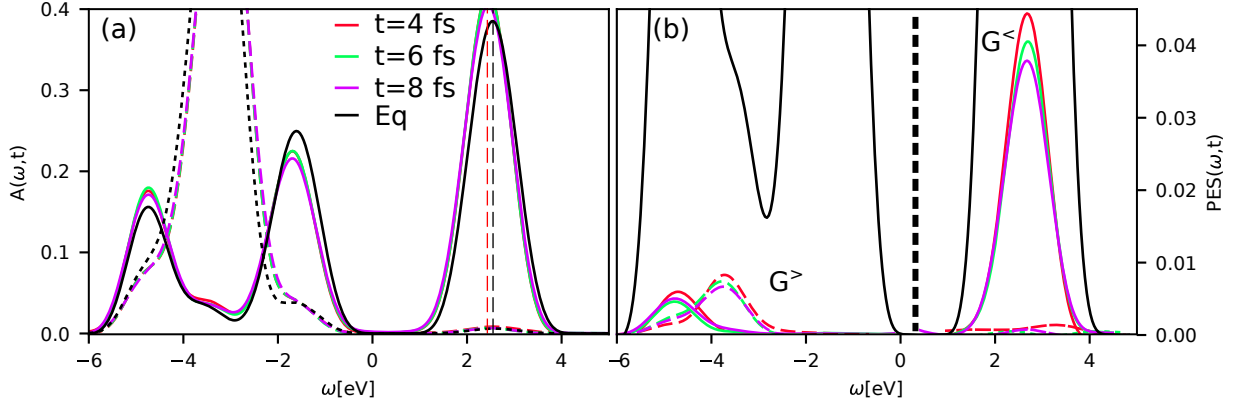 (a)
t=4 fs
t=6 fs
t=8 fs
Eq
A(ω,t)
0.4
0.3
0.2
0.1
0.0
−6 −4 −2 0 2 4
ω[eV]
(b)
G<
G>
0.04
0.03
0.02
0.01
0.00
PES(ω,t)
−6 −4 −2 0 2 4
ω[eV]